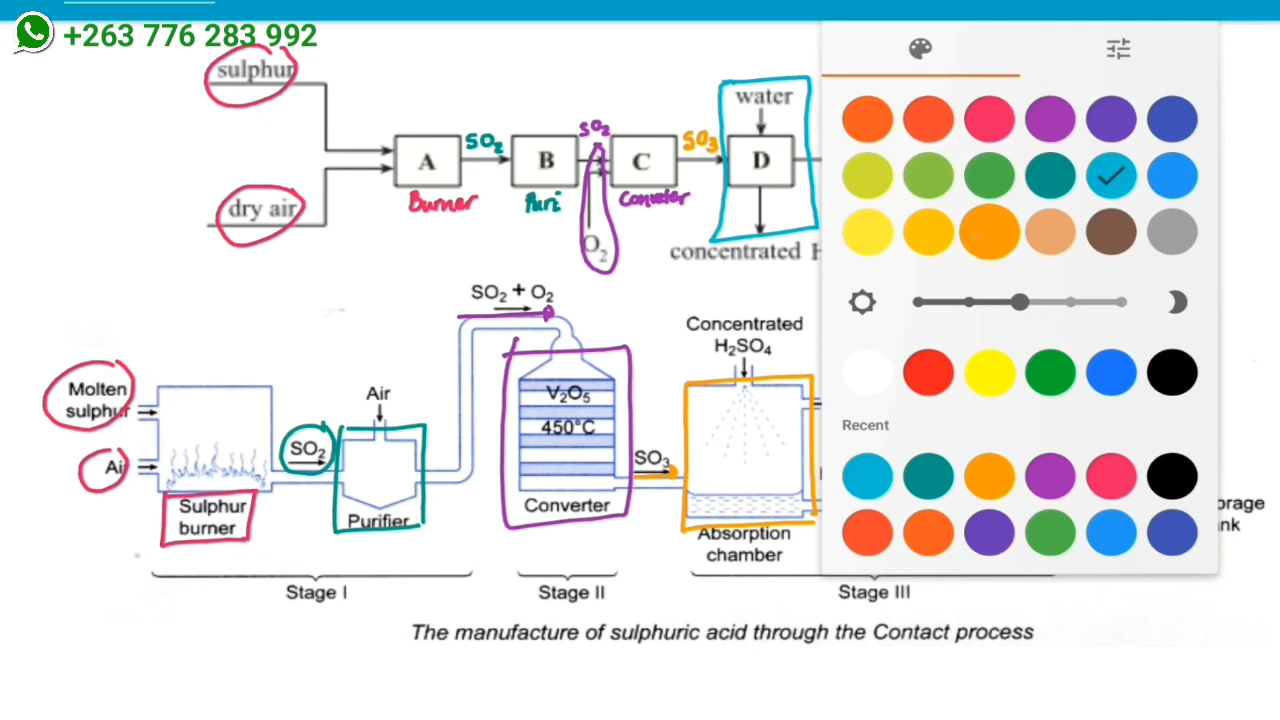 +263 776 283 992
sulphur
water
SO₂
SO₂
SO₃
A
B
C
D
Burner
Puri
Converter
dry air
O₂
concentrated H
SO₂ + O₂
Concentrated
H₂SO₄
Molten
sulphur
Air
V₂O₅
450°C
Air
SO₂
SO₃
Sulphur
burner
Purifier
Converter
Absorption
chamber
Stage I
Stage II
Stage III
The manufacture of sulphuric acid through the Contact process
Recent
orage
nk